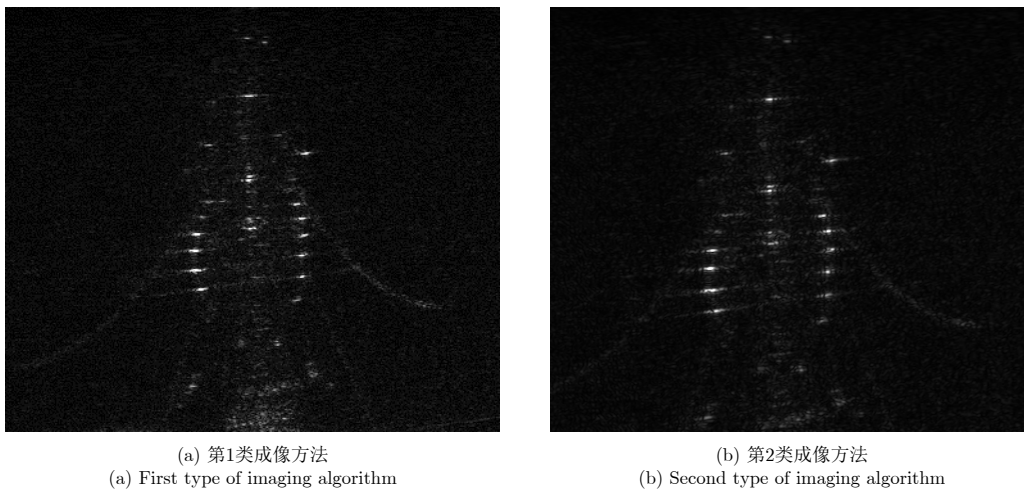 (a) 第1类成像方法
(a) First type of imaging algorithm
(b) 第2类成像方法
(b) Second type of imaging algorithm